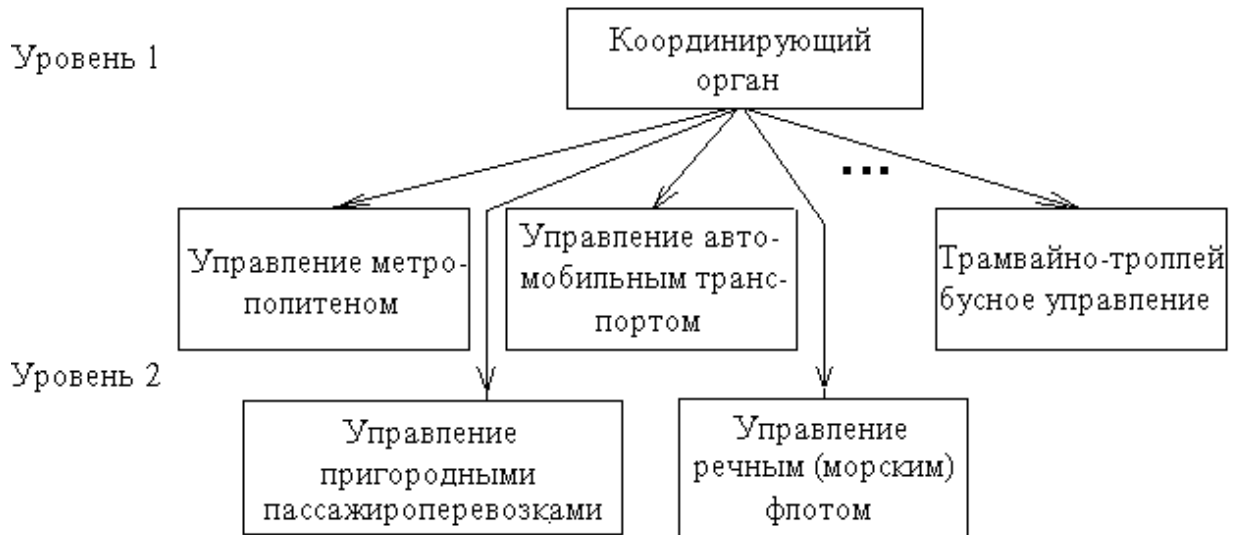 Уровень 1
Координирующий
орган
...
Управление метро-
политеном
Управление авто-
мобильным транс-
портом
Трамвайно-троллей
бусное управление
Уровень 2
Управление
пригородными
пассажироперевозками
Управление
речным (морским)
флотом